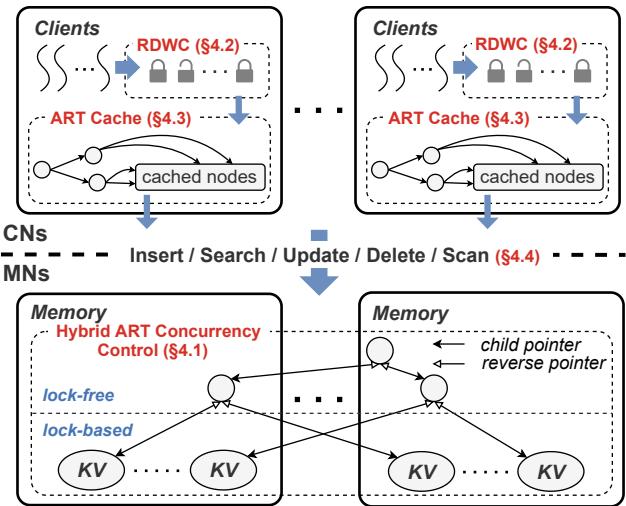 Clients
RDWC (§4.2)
...
...
ART Cache (§4.3)
cached nodes
. . .
Clients
RDWC (§4.2)
...
...
ART Cache (§4.3)
cached nodes
CNs
Insert / Search / Update / Delete / Scan (§4.4)
MNs
Memory
Hybrid ART Concurrency
Control (§4.1)
lock-free
lock-based
KV ..... KV
. . .
Memory
child pointer
reverse pointer
KV ..... KV